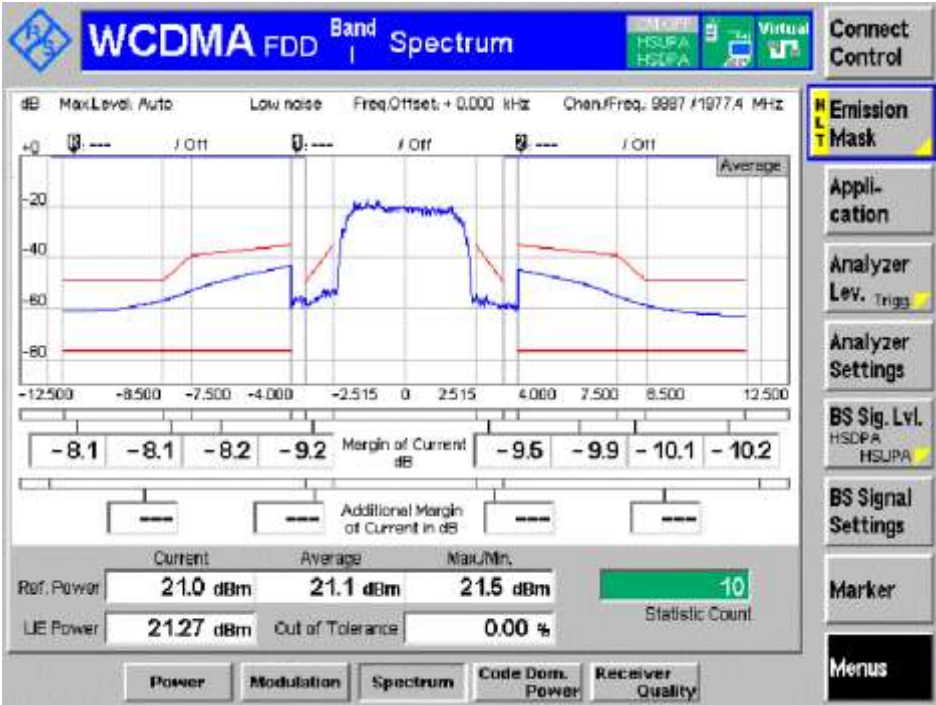 R S
WCDMA FDD Band I Spectrum
CM OFF
HSUPA
HSDPA
Virtual
Connect Control
dB Max.Level: Auto Low noise Freq.Offset: + 0.000 kHz Chan./Freq.: 9887 / 1977.4 MHz
R: --- / Off 1: --- / Off 2: --- / Off
+0
Average
-20
-40
-60
-80
-12.500 -8.500 -7.500 -4.000 -2.515 0 2.515 4.000 7.500 8.500 12.500
-8.1 -8.1 -8.2 -9.2 Margin of Current dB -9.5 -9.9 -10.1 -10.2
--- --- Additional Margin of Current in dB --- ---
Current Average Max./Min.
Ref. Power 21.0 dBm 21.1 dBm 21.5 dBm 10
Statistic Count
UE Power 21.27 dBm Out of Tolerance 0.00 %
HLT
Emission Mask
Appli- cation
Analyzer Lev. Trigg.
Analyzer Settings
BS Sig. Lvl.
HSDPA
HSUPA
BS Signal Settings
Marker
Menus
Power Modulation Spectrum Code Dom. Power Receiver Quality